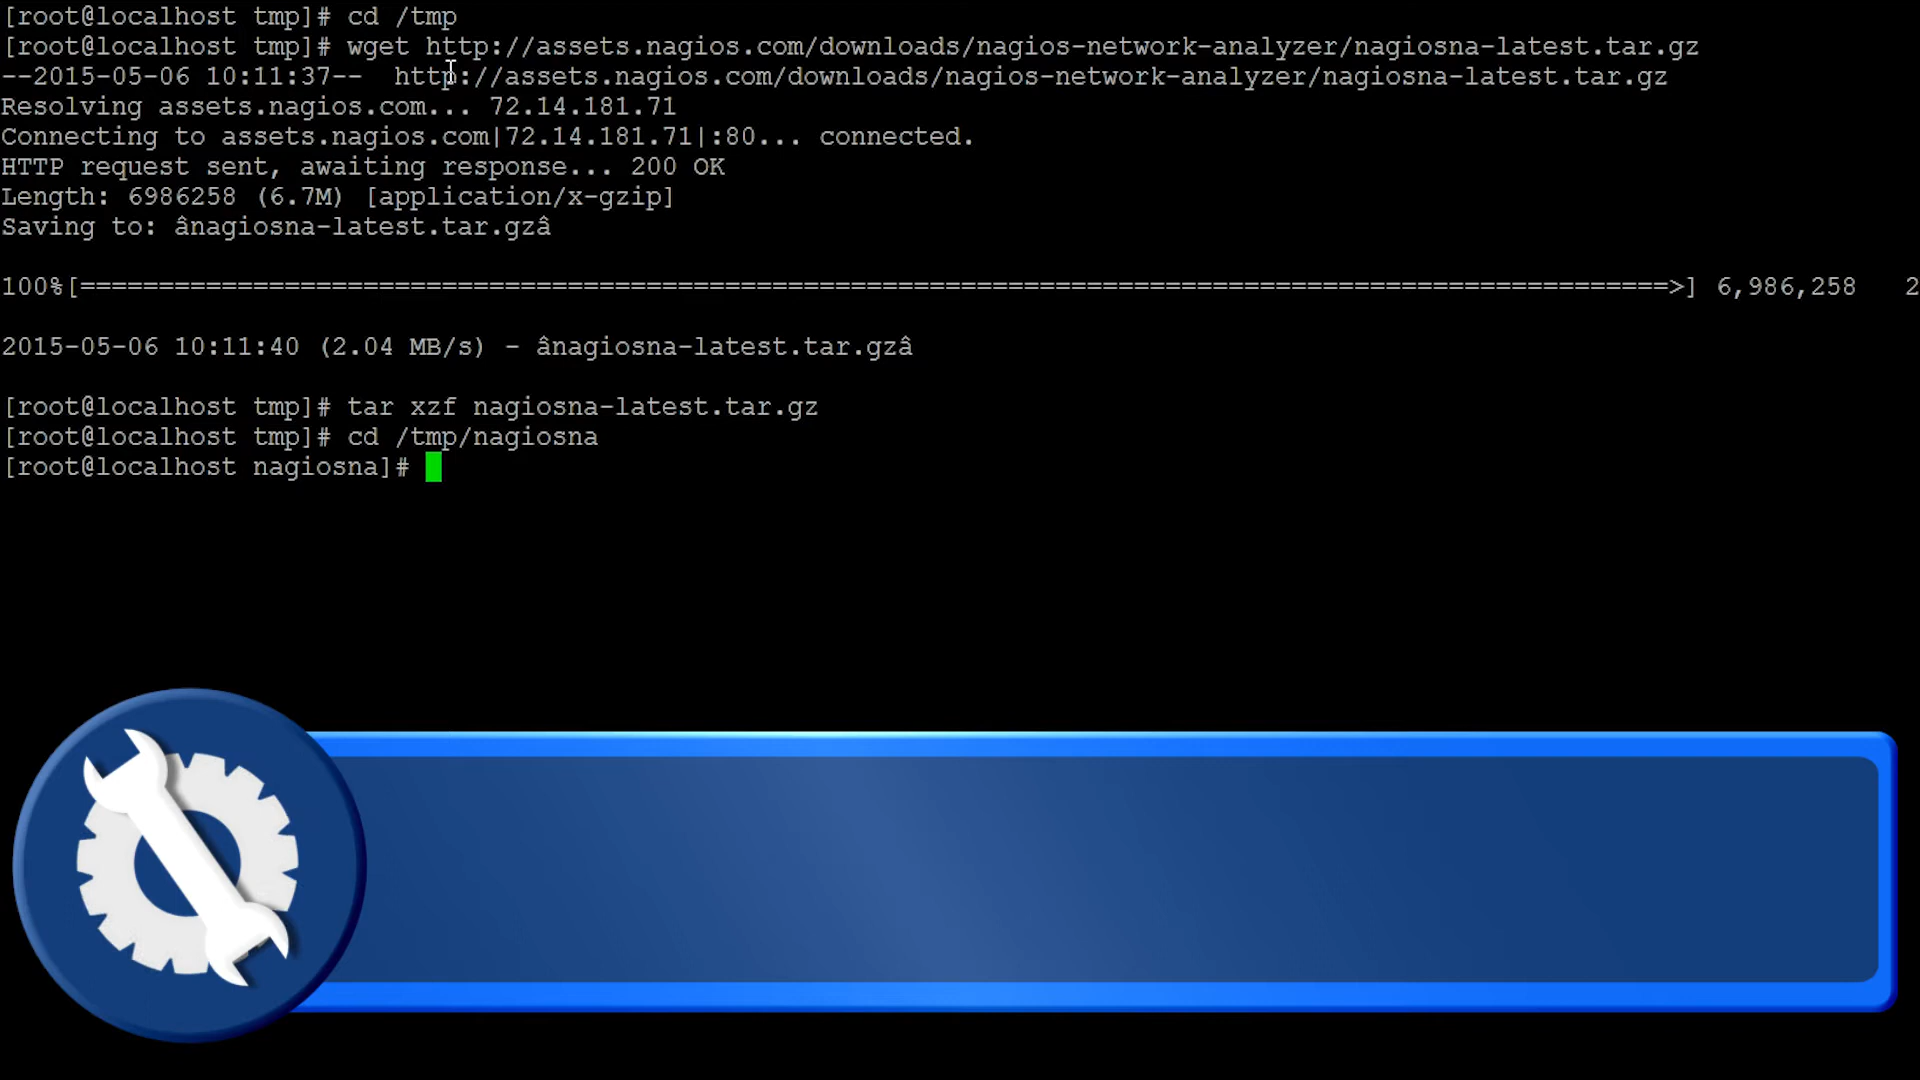 [root@localhost tmp]# cd /tmp
[root@localhost tmp]# wget http://assets.nagios.com/downloads/nagios-network-analyzer/nagiosna-latest.tar.gz
--2015-05-06 10:11:37--  http://assets.nagios.com/downloads/nagios-network-analyzer/nagiosna-latest.tar.gz
Resolving assets.nagios.com... 72.14.181.71
Connecting to assets.nagios.com|72.14.181.71|:80... connected.
HTTP request sent, awaiting response... 200 OK
Length: 6986258 (6.7M) [application/x-gzip]
Saving to: ânagiosna-latest.tar.gzâ
100%[=====================================================================================================>] 6,986,258   2
2015-05-06 10:11:40 (2.04 MB/s) - ânagiosna-latest.tar.gzâ
[root@localhost tmp]# tar xzf nagiosna-latest.tar.gz
[root@localhost tmp]# cd /tmp/nagiosna
[root@localhost nagiosna]#